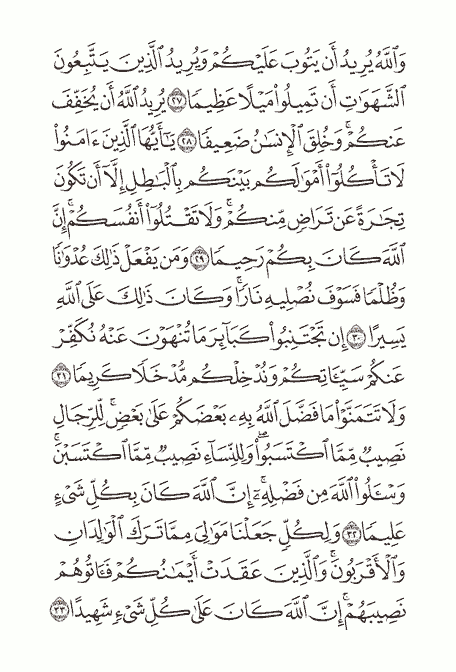 وَٱللَّهُ يُرِيدُ أَن يَتُوبَ عَلَيْكُمْ وَيُرِيدُ ٱلَّذِينَ يَتَّبِعُونَ
ٱلشَّهَوَٰتِ أَن تَمِيلُوا۟ مَيْلًا عَظِيمًا ٢٧ يُرِيدُ ٱللَّهُ أَن يُخَفِّفَ
عَنكُمْ ۚ وَخُلِقَ ٱلْإِنسَٰنُ ضَعِيفًا ٢٨ يَٰٓأَيُّهَا ٱلَّذِينَ ءَامَنُوا۟
لَا تَأْكُلُوٓا۟ أَمْوَٰلَكُم بَيْنَكُم بِٱلْبَٰطِلِ إِلَّآ أَن تَكُونَ
تِجَٰرَةً عَن تَرَاضٍ مِّنكُمْ ۚ وَلَا تَقْتُلُوٓا۟ أَنفُسَكُمْ ۚ إِنَّ
ٱللَّهَ كَانَ بِكُمْ رَحِيمًا ٢٩ وَمَن يَفْعَلْ ذَٰلِكَ عُدْوَٰنًا
وَظُلْمًا فَسَوْفَ نُصْلِيهِ نَارًا ۚ وَكَانَ ذَٰلِكَ عَلَى ٱللَّهِ
يَسِيرًا ٣٠ إِن تَجْتَنِبُوا۟ كَبَآئِرَ مَا تُنْهَوْنَ عَنْهُ نُكَفِّرْ
عَنكُمْ سَيِّـَٔاتِكُمْ وَنُدْخِلْكُم مُّدْخَلًا كَرِيمًا ٣١
وَلَا تَتَمَنَّوْا۟ مَا فَضَّلَ ٱللَّهُ بِهِۦ بَعْضَكُمْ عَلَىٰ بَعْضٍ ۚ لِّلرِّجَالِ
نَصِيبٌ مِّمَّا ٱكْتَسَبُوا۟ ۖ وَلِلنِّسَآءِ نَصِيبٌ مِّمَّا ٱكْتَسَبْنَ ۚ
وَسْـَٔلُوا۟ ٱللَّهَ مِن فَضْلِهِۦٓ ۗ إِنَّ ٱللَّهَ كَانَ بِكُلِّ شَىْءٍ
عَلِيمًا ٣٢ وَلِكُلٍّ جَعَلْنَا مَوَٰلِىَ مِمَّا تَرَكَ ٱلْوَٰلِدَانِ
وَٱلْأَقْرَبُونَ ۚ وَٱلَّذِينَ عَقَدَتْ أَيْمَٰنُكُمْ فَـَٔاتُوهُمْ
نَصِيبَهُمْ ۚ إِنَّ ٱللَّهَ كَانَ عَلَىٰ كُلِّ شَىْءٍ شَهِيدًا ٣٣